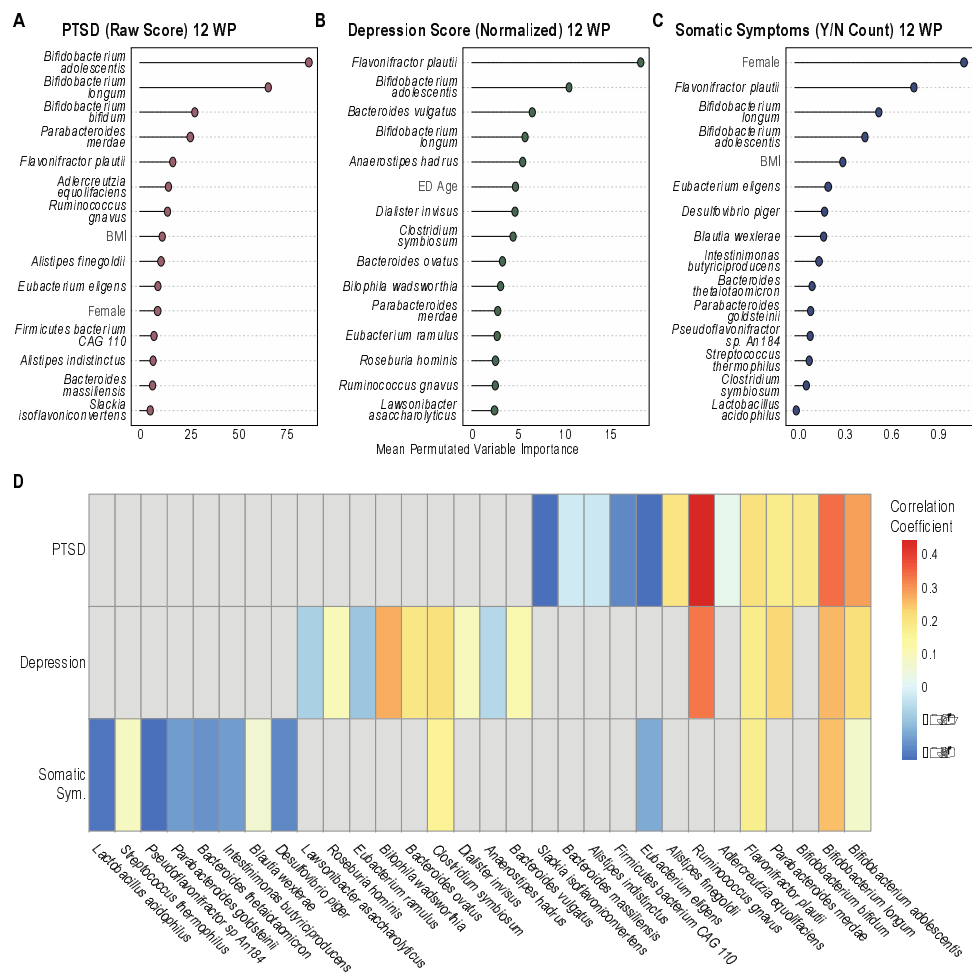 A
PTSD (Raw Score) 12 WP
Bifidobacterium
adolescentis
Bifidobacterium
longum
Bifidobacterium
bifidum
Parabacteroides
merdae
Flavonifractor plautii
Adlercreutzia
equolifaciens
Ruminococcus
gnavus
BMI
Alistipes finegoldii
Eubacterium eligens
Female
Firmicutes bacterium
CAG 110
Alistipes indistinctus
Bacteroides
massiliensis
Slackia
isoflavoniconvertens
0 25 50 75
B
Depression Score (Normalized) 12 WP
Flavonifractor plautii
Bifidobacterium
adolescentis
Bacteroides vulgatus
Bifidobacterium
longum
Anaerostipes hadrus
ED Age
Dialister invisus
Clostridium
symbiosum
Bacteroides ovatus
Bilophila wadsworthia
Parabacteroides
merdae
Eubacterium ramulus
Roseburia hominis
Ruminococcus gnavus
Lawsonibacter
asaccharolyticus
0 5 10 15
Mean Permutated Variable Importance
C
Somatic Symptoms (Y/N Count) 12 WP
Female
Flavonifractor plautii
Bifidobacterium
longum
Bifidobacterium
adolescentis
BMI
Eubacterium eligens
Desulfovibrio piger
Blautia wexlerae
Intestinimonas
butyriciproducens
Bacteroides
thetaiotaomicron
Parabacteroides
goldsteinii
Pseudoflavonifractor
sp. An184
Streptococcus
thermophilus
Clostridium
symbiosum
Lactobacillus
acidophilus
0.0 0.3 0.6 0.9
D
PTSD
Depression
Somatic
Sym.
Lactobacillus acidophilus
Streptococcus thermophilus
Pseudoflavonifractor sp An184
Parabacteroides goldsteinii
Bacteroides thetaiotaomicron
Intestinimonas butyriciproducens
Blautia wexlerae
Desulfovibrio piger
Lawsonibacter asaccharolyticus
Roseburia hominis
Eubacterium ramulus
Bilophila wadsworthia
Bacteroides ovatus
Clostridium symbiosum
Dialister invisus
Anaerostipes hadrus
Bacteroides vulgatus
Slackia isoflavoniconvertens
Bacteroides massiliensis
Alistipes indistinctus
Firmicutes bacterium CAG 110
Eubacterium eligens
Alistipes finegoldii
Ruminococcus gnavus
Adlercreutzia equolifaciens
Flavonifractor plautii
Parabacteroides merdae
Bifidobacterium bifidum
Bifidobacterium longum
Bifidobacterium adolescentis
Correlation
Coefficient
0.4
0.3
0.2
0.1
0